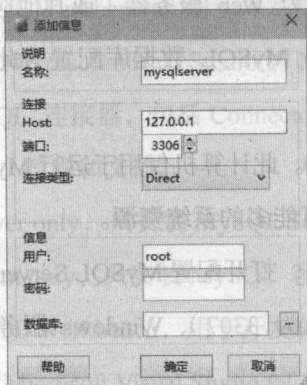 添加信息
说明
名称: mysqlserver
连接
Host: 127.0.0.1
端口: 3306
连接类型: Direct
信息
用户: root
密码:
数据库: ...
帮助 确定 取消